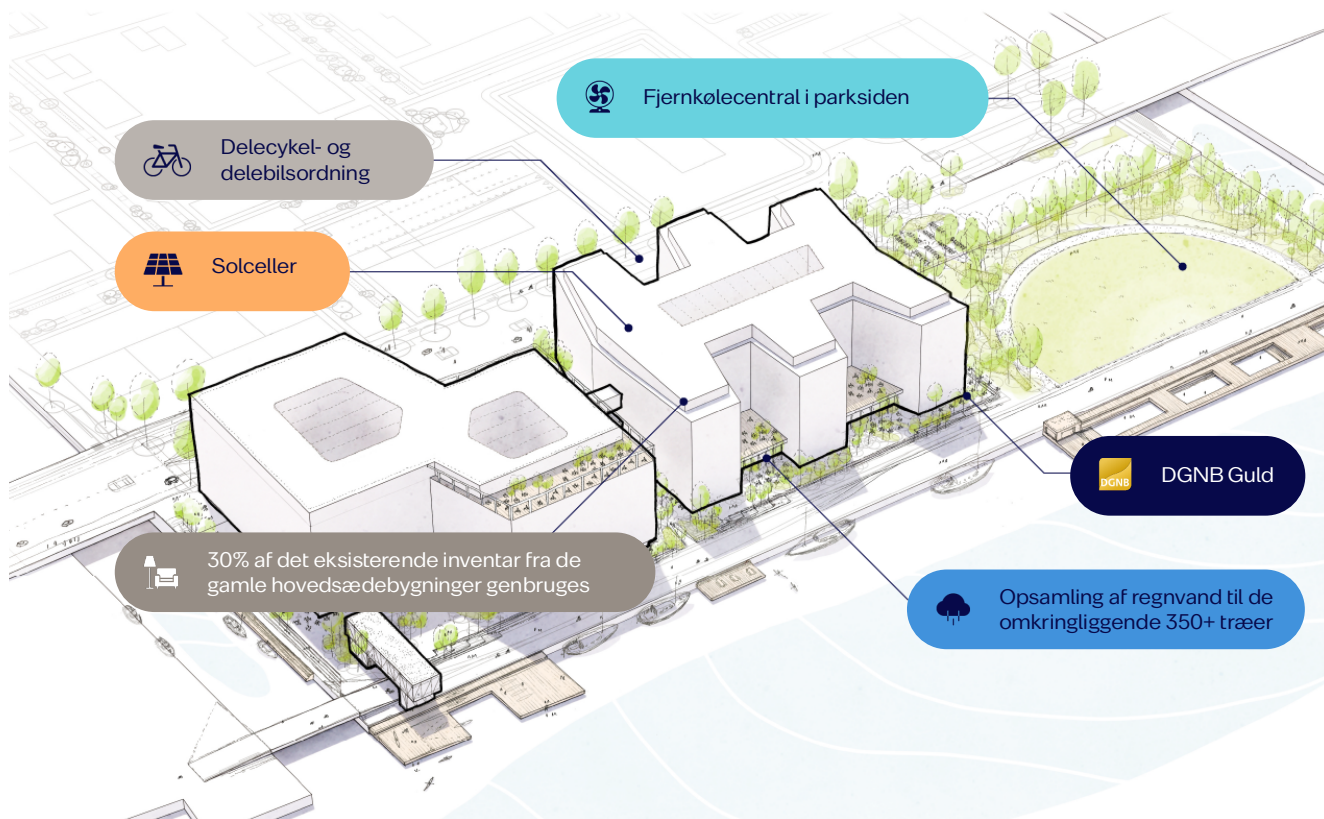 Fjernkølecentral i parksiden
Delecykel- og
delebilsordning
Solceller
DGNB
DGNB Guld
30% af det eksisterende inventar fra de
gamle hovedsædebygninger genbruges
Opsamling af regnvand til de
omkringliggende 350+ træer